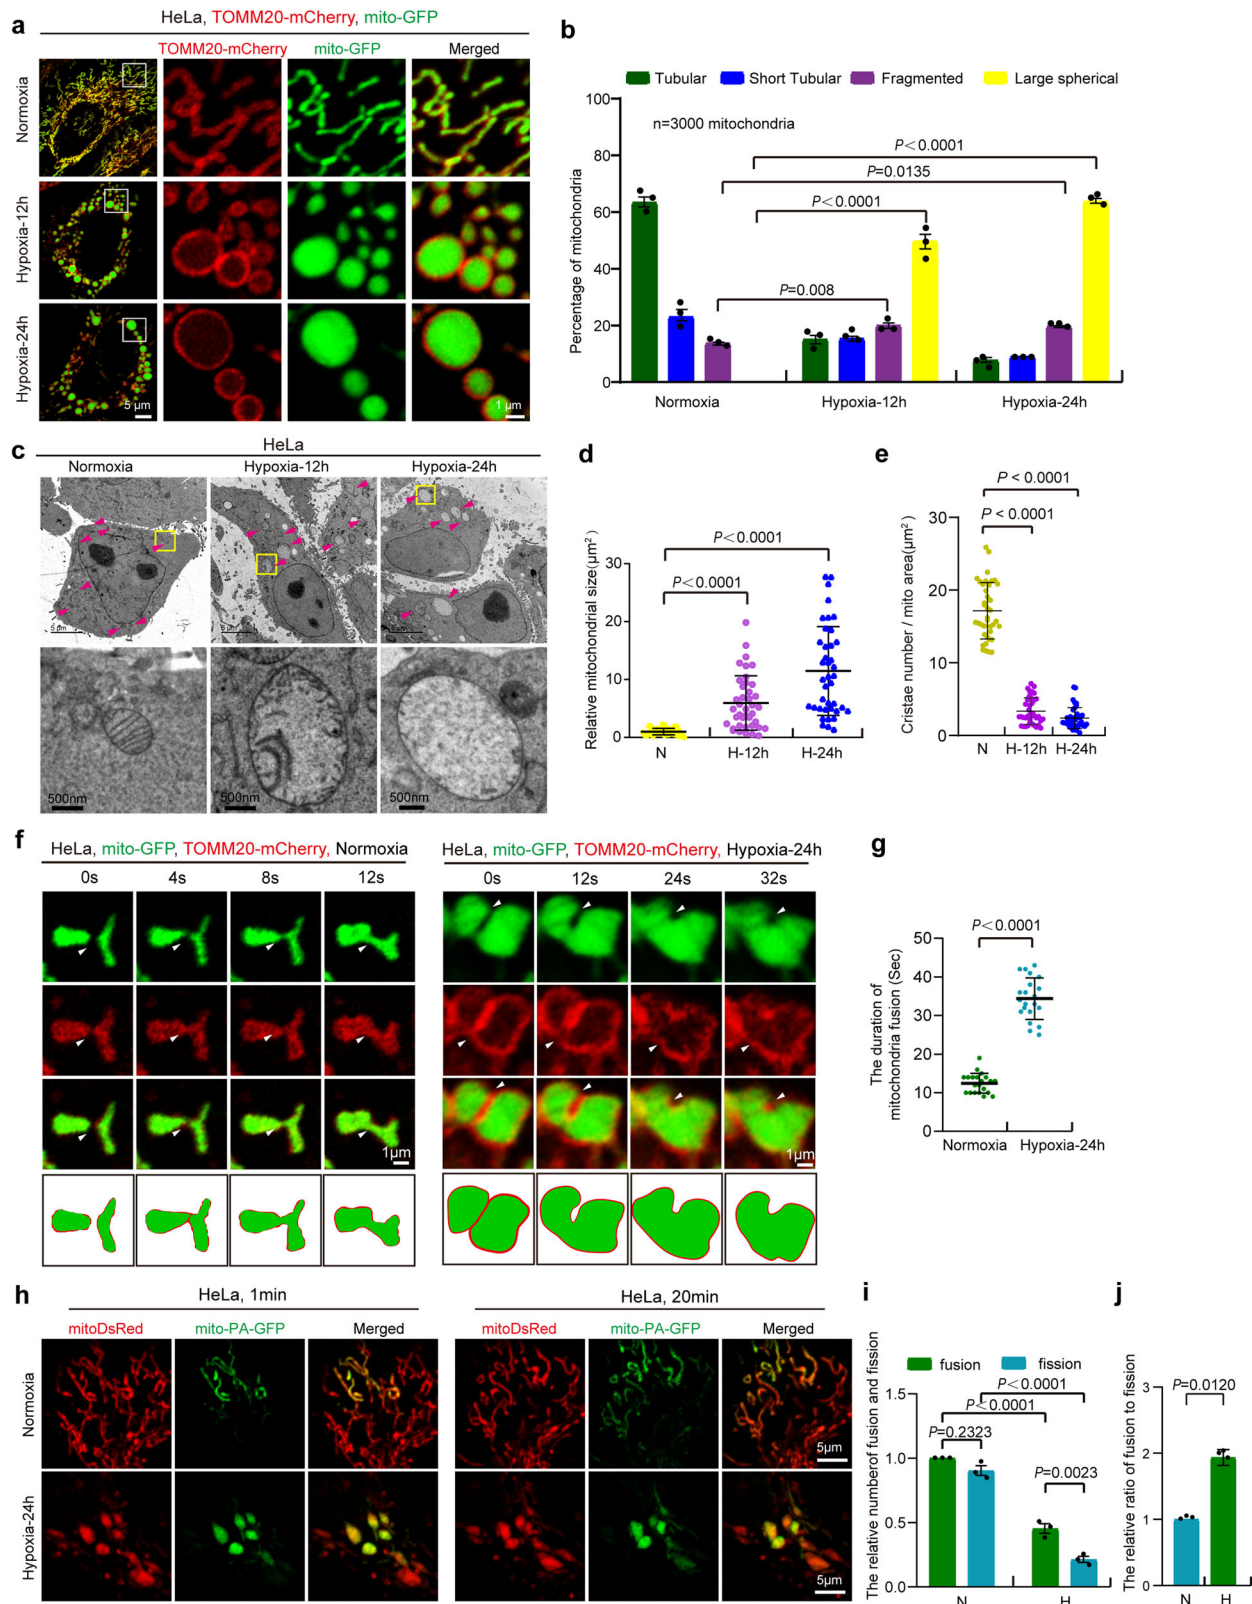 a
HeLa, TOMM20-mCherry, mito-GFP
TOMM20-mCherry mito-GFP Merged
Normoxia
Hypoxia-12h
Hypoxia-24h
5 µm
1 µm
b
Tubular Short Tubular Fragmented Large spherical
n=3000 mitochondria
Percentage of mitochondria
100
80
60
40
20
0
P<0.0001
P=0.0135
P<0.0001
P=0.008
Normoxia Hypoxia-12h Hypoxia-24h
c
HeLa
Normoxia Hypoxia-12h Hypoxia-24h
5 µm
500nm 500nm 500nm
d
Relative mitochondrial size(µm²)
30
20
10
0
P<0.0001
P<0.0001
N H-12h H-24h
e
Cristae number / mito area(µm²)
30
20
10
0
P < 0.0001
P < 0.0001
N H-12h H-24h
f
HeLa, mito-GFP, TOMM20-mCherry, Normoxia
0s 4s 8s 12s
1µm
HeLa, mito-GFP, TOMM20-mCherry, Hypoxia-24h
0s 12s 24s 32s
1µm
g
The duration of
mitochondria fusion (Sec)
50
40
30
20
10
0
P<0.0001
Normoxia Hypoxia-24h
h
HeLa, 1min HeLa, 20min
mitoDsRed mito-PA-GFP Merged mitoDsRed mito-PA-GFP Merged
Normoxia
Hypoxia-24h
5µm
5µm
i
fusion fission
The relative numberof fusion and fission
1.5
1.0
0.5
0.0
P<0.0001
P<0.0001
P=0.2323
P=0.0023
N H
j
The relative ratio of fusion to fission
3
2
1
0
P=0.0120
N H